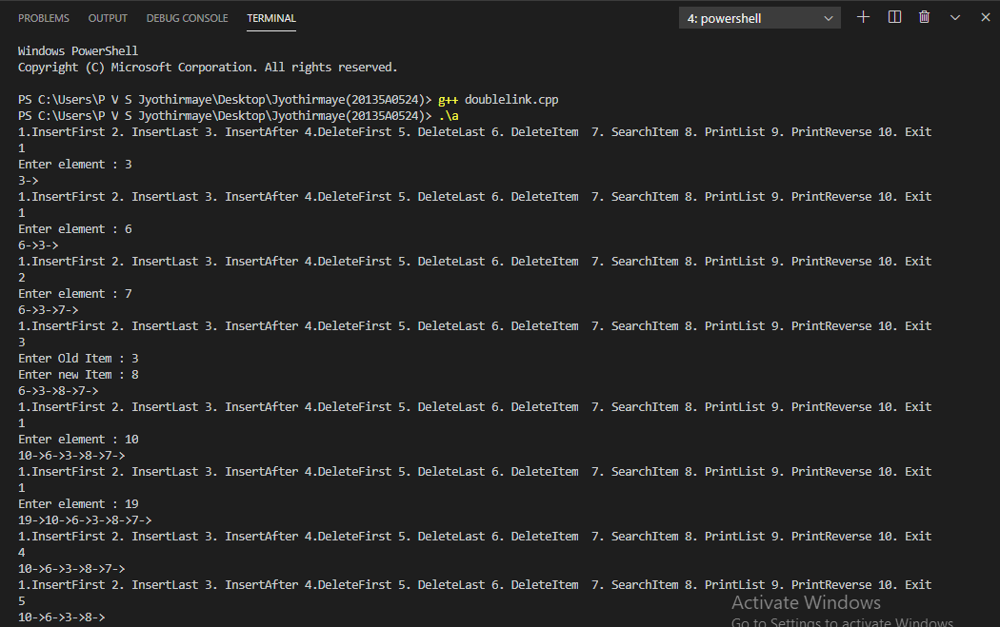 PROBLEMS OUTPUT DEBUG CONSOLE TERMINAL 4: powershell
Windows PowerShell
Copyright (C) Microsoft Corporation. All rights reserved.
PS C:\Users\P V S Jyothirmaye\Desktop\Jyothirmaye(20135A0524)> g++ doublelink.cpp
PS C:\Users\P V S Jyothirmaye\Desktop\Jyothirmaye(20135A0524)> .\a
1.InsertFirst 2. InsertLast 3. InsertAfter 4.DeleteFirst 5. DeleteLast 6. DeleteItem  7. SearchItem 8. PrintList 9. PrintReverse 10. Exit
1
Enter element : 3
3->
1.InsertFirst 2. InsertLast 3. InsertAfter 4.DeleteFirst 5. DeleteLast 6. DeleteItem  7. SearchItem 8. PrintList 9. PrintReverse 10. Exit
1
Enter element : 6
6->3->
1.InsertFirst 2. InsertLast 3. InsertAfter 4.DeleteFirst 5. DeleteLast 6. DeleteItem  7. SearchItem 8. PrintList 9. PrintReverse 10. Exit
2
Enter element : 7
6->3->7->
1.InsertFirst 2. InsertLast 3. InsertAfter 4.DeleteFirst 5. DeleteLast 6. DeleteItem  7. SearchItem 8. PrintList 9. PrintReverse 10. Exit
3
Enter Old Item : 3
Enter new Item : 8
6->3->8->7->
1.InsertFirst 2. InsertLast 3. InsertAfter 4.DeleteFirst 5. DeleteLast 6. DeleteItem  7. SearchItem 8. PrintList 9. PrintReverse 10. Exit
1
Enter element : 10
10->6->3->8->7->
1.InsertFirst 2. InsertLast 3. InsertAfter 4.DeleteFirst 5. DeleteLast 6. DeleteItem  7. SearchItem 8. PrintList 9. PrintReverse 10. Exit
1
Enter element : 19
19->10->6->3->8->7->
1.InsertFirst 2. InsertLast 3. InsertAfter 4.DeleteFirst 5. DeleteLast 6. DeleteItem  7. SearchItem 8. PrintList 9. PrintReverse 10. Exit
4
10->6->3->8->7->
1.InsertFirst 2. InsertLast 3. InsertAfter 4.DeleteFirst 5. DeleteLast 6. DeleteItem  7. SearchItem 8. PrintList 9. PrintReverse 10. Exit
5
10->6->3->8->
Activate Windows
Go to Settings to activate Windows.